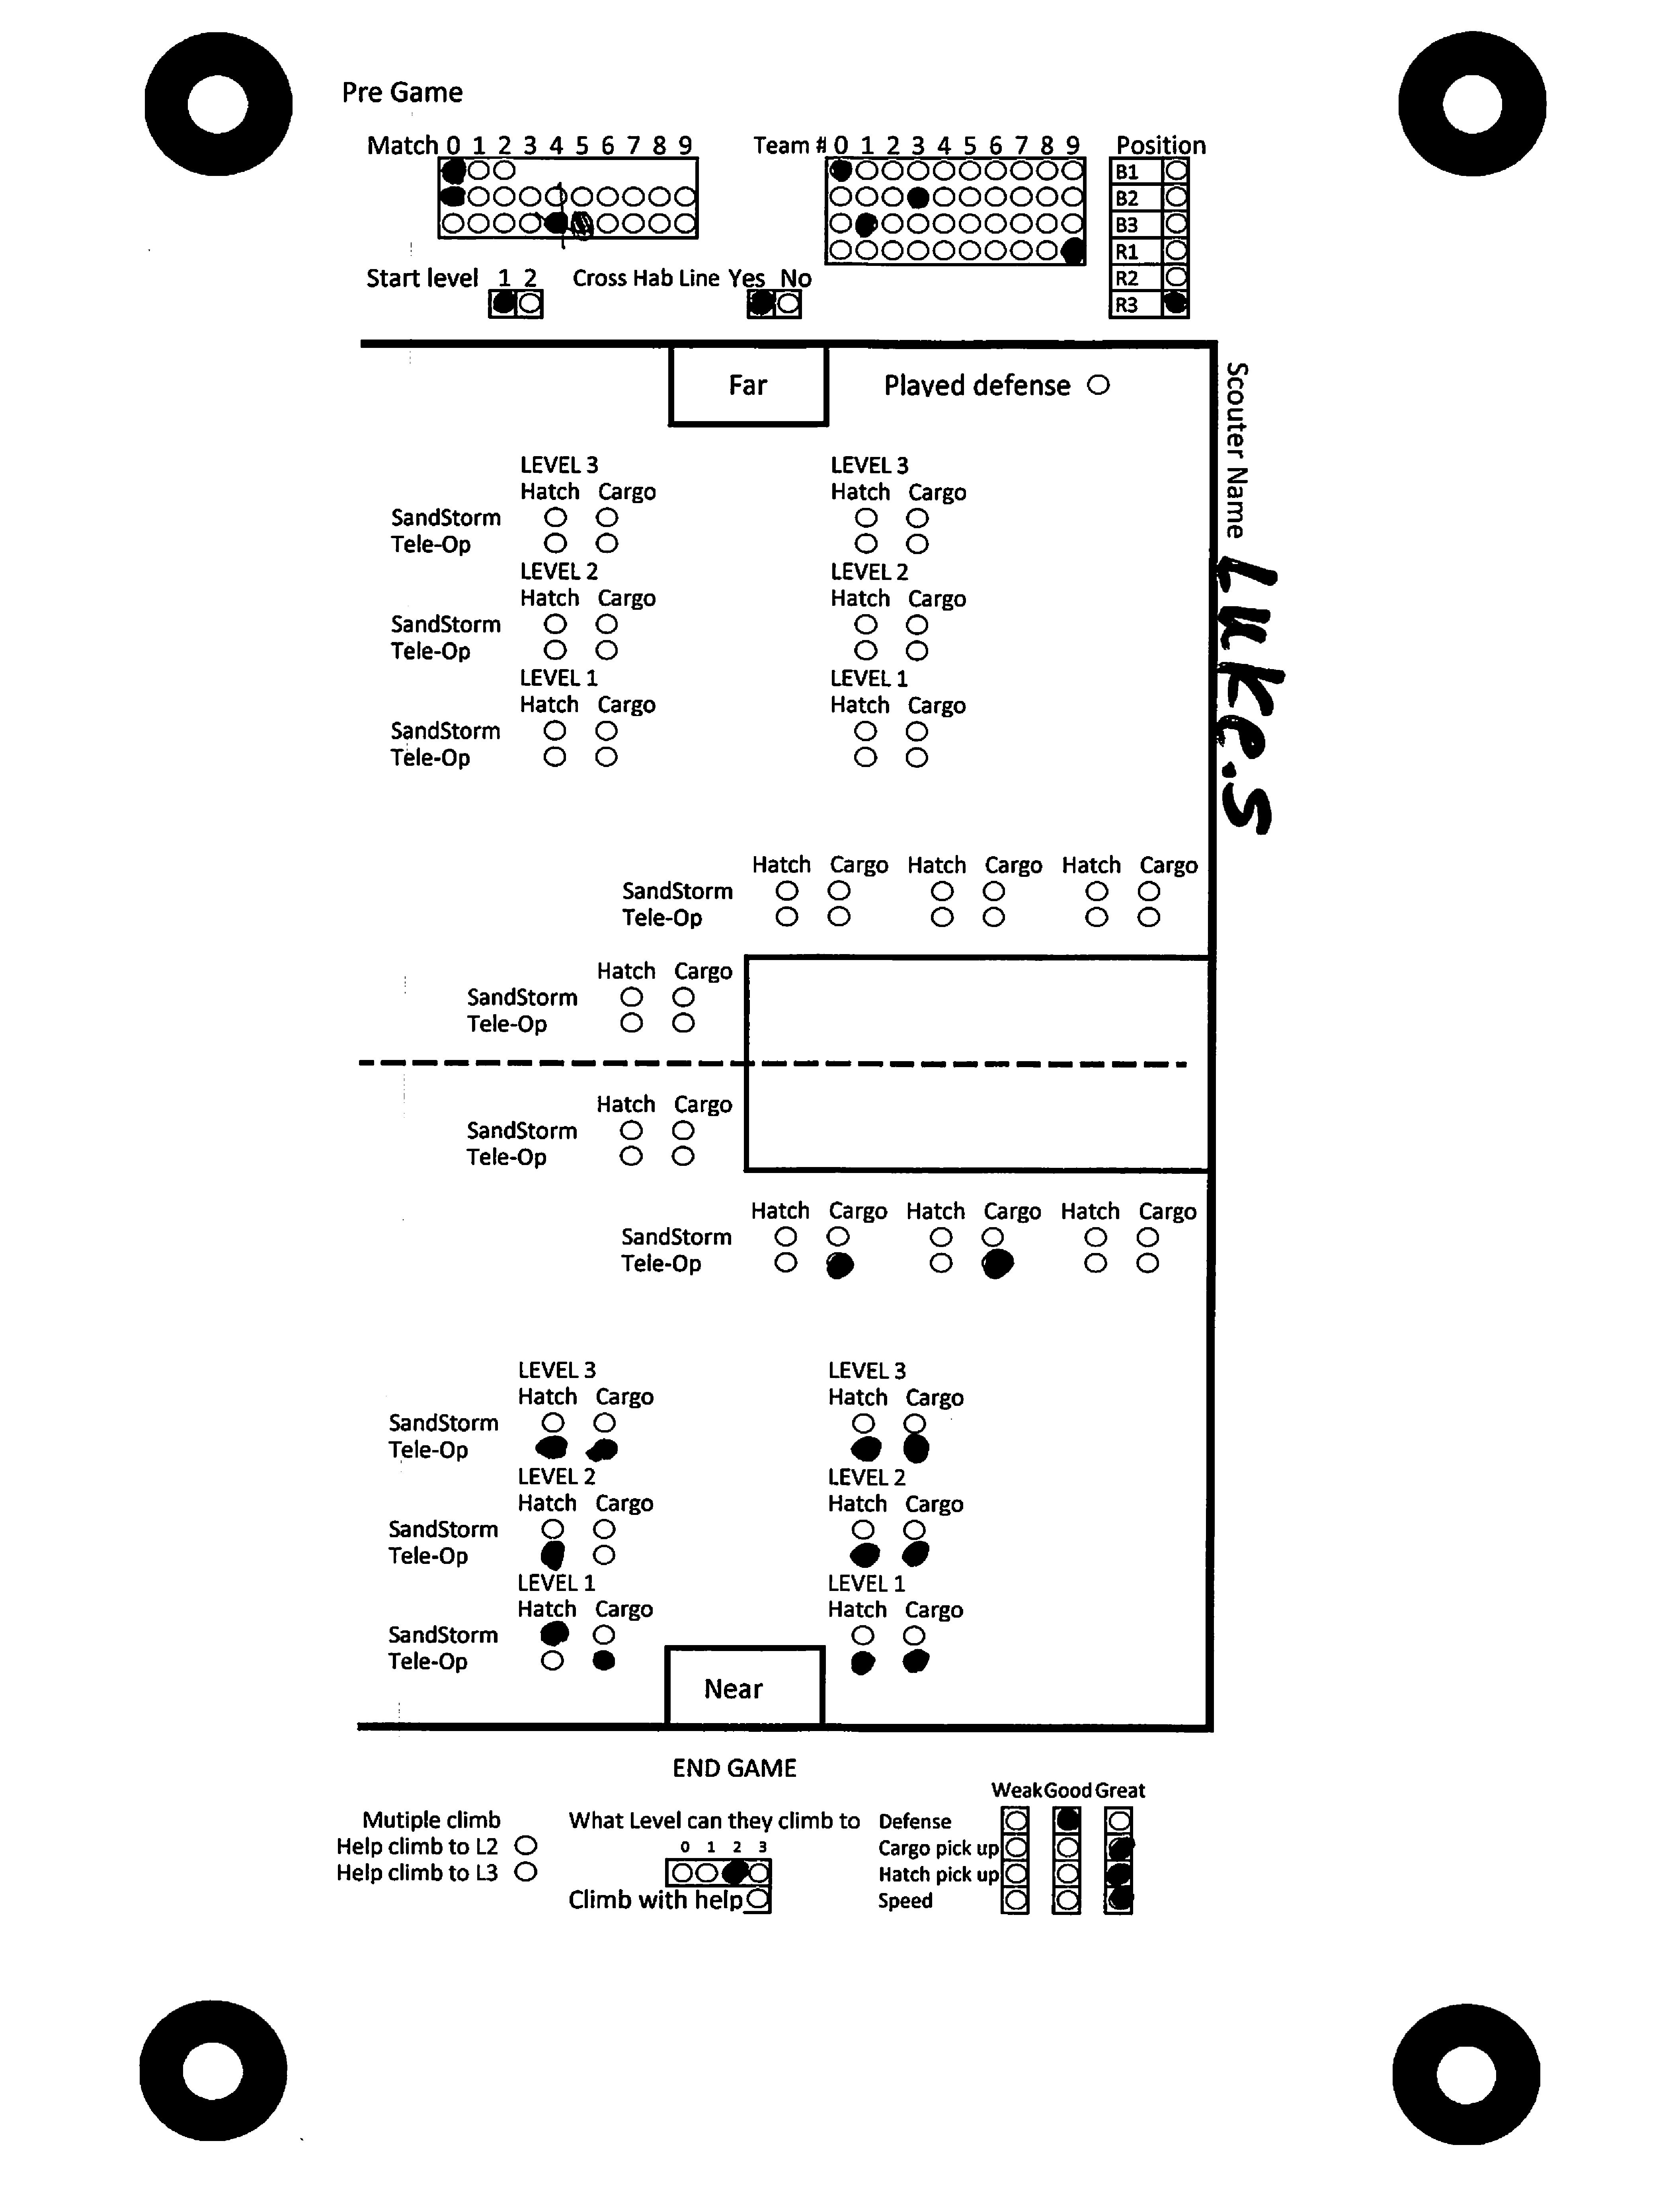 Pre Game
Match 0 1 2 3 4 5 6 7 8 9 Team # 0 1 2 3 4 5 6 7 8 9 Position
B1
B2
B3
R1
R2
R3
Start level 1 2 Cross Hab Line Yes No
Far Played defense
Scouter Name Luke.s
LEVEL 3 LEVEL 3
Hatch Cargo Hatch Cargo
SandStorm
Tele-Op
LEVEL 2 LEVEL 2
Hatch Cargo Hatch Cargo
SandStorm
Tele-Op
LEVEL 1 LEVEL 1
Hatch Cargo Hatch Cargo
SandStorm
Tele-Op
Hatch Cargo Hatch Cargo Hatch Cargo
SandStorm
Tele-Op
Hatch Cargo
SandStorm
Tele-Op
Hatch Cargo
SandStorm
Tele-Op
Hatch Cargo Hatch Cargo Hatch Cargo
SandStorm
Tele-Op
LEVEL 3 LEVEL 3
Hatch Cargo Hatch Cargo
SandStorm
Tele-Op
LEVEL 2 LEVEL 2
Hatch Cargo Hatch Cargo
SandStorm
Tele-Op
LEVEL 1 LEVEL 1
Hatch Cargo Hatch Cargo
SandStorm
Tele-Op
Near
END GAME
Mutiple climb
Help climb to L2
Help climb to L3
What Level can they climb to
0 1 2 3
Climb with help
Weak Good Great
Defense
Cargo pick up
Hatch pick up
Speed